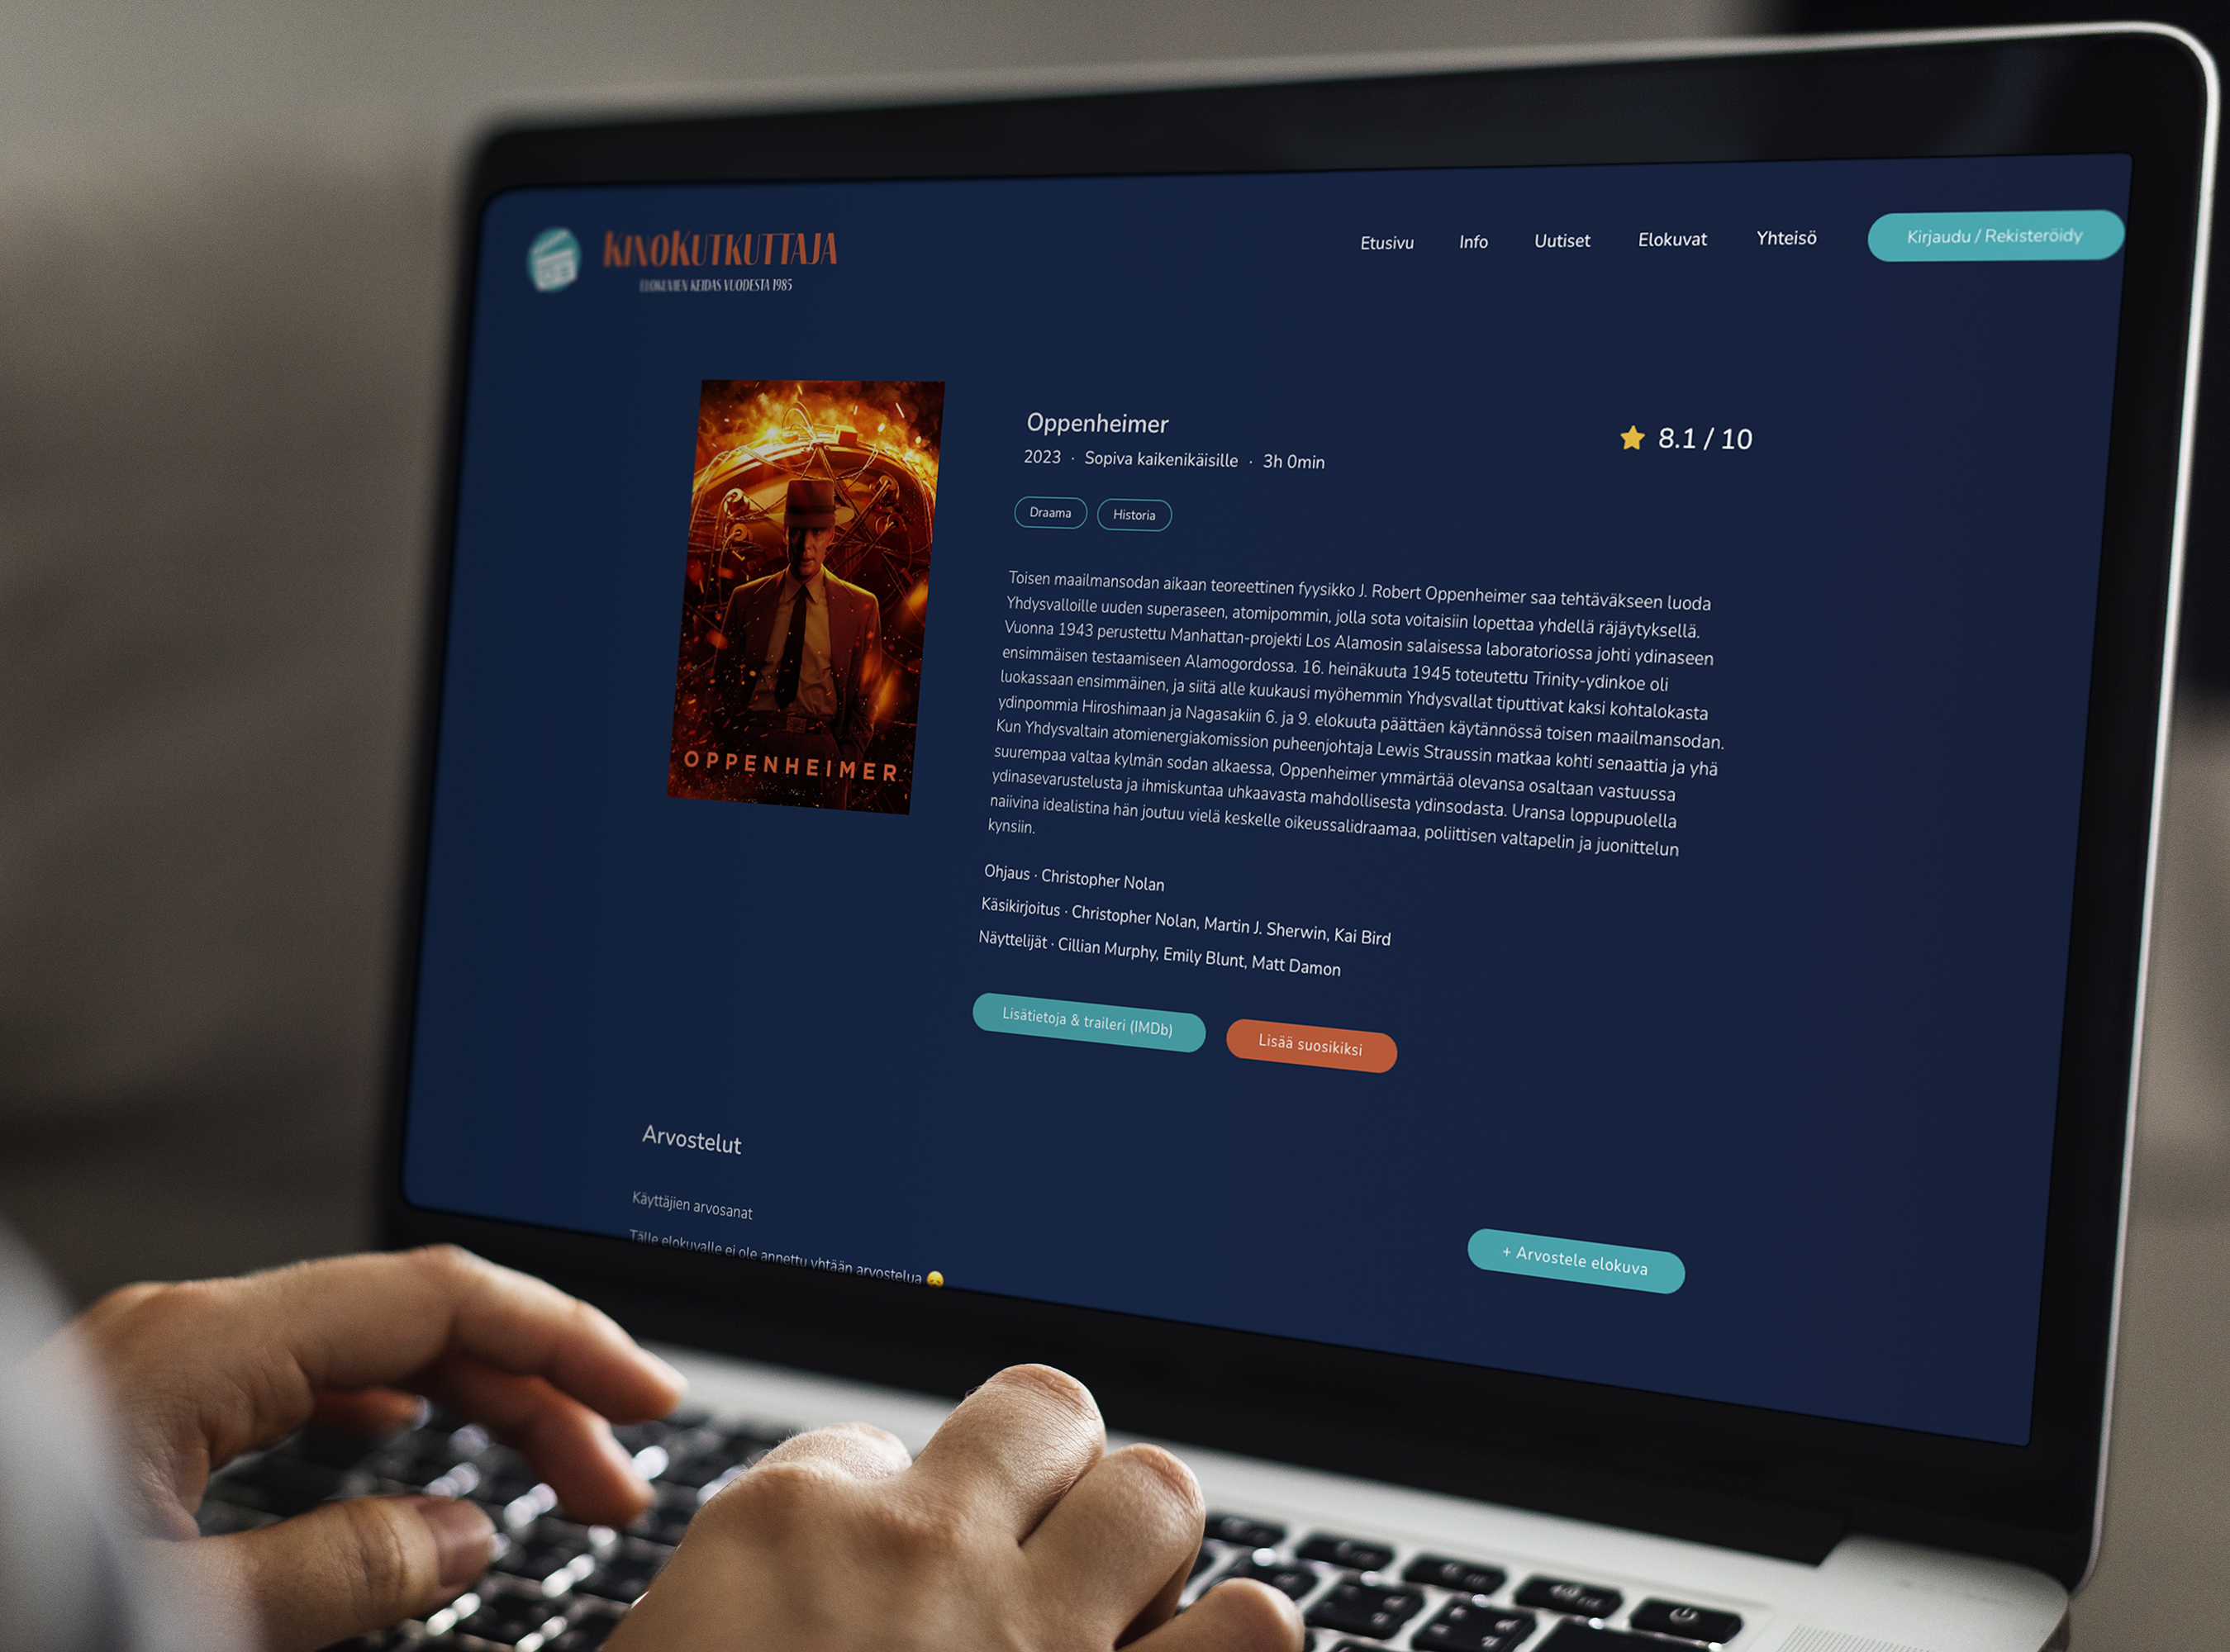 KINOKUTKUTTAJA
ELOKUVIEN KEIDAS VUODESTA 1985
Etusivu
Info
Uutiset
Elokuvat
Yhteisö
Kirjaudu / Rekisteröidy
OPPENHEIMER
Oppenheimer
8.1 / 10
2023 · Sopiva kaikenikäisille · 3h 0min
Draama
Historia
Toisen maailmansodan aikaan teoreettinen fyysikko J. Robert Oppenheimer saa tehtäväkseen luoda
Yhdysvalloille uuden superaseen, atomipommin, jolla sota voitaisiin lopettaa yhdellä räjäytyksellä.
Vuonna 1943 perustettu Manhattan-projekti Los Alamosin salaisessa laboratoriossa johti ydinaseen
ensimmäisen testaamiseen Alamogordossa. 16. heinäkuuta 1945 toteutettu Trinity-ydinkoe oli
luokassaan ensimmäinen, ja siitä alle kuukausi myöhemmin Yhdysvallat tiputtivat kaksi kohtalokasta
ydinpommia Hiroshimaan ja Nagasakiin 6. ja 9. elokuuta päättäen käytännössä toisen maailmansodan.
Kun Yhdysvaltain atomienergiakomission puheenjohtaja Lewis Straussin matkaa kohti senaattia ja yhä
suurempaa valtaa kylmän sodan alkaessa, Oppenheimer ymmärtää olevansa osaltaan vastuussa
ydinasevarustelusta ja ihmiskuntaa uhkaavasta mahdollisesta ydinsodasta. Uransa loppupuolella
naiivina idealistina hän joutuu vielä keskelle oikeussalidraamaa, poliittisen valtapelin ja juonittelun
kynsiin.
Ohjaus · Christopher Nolan
Käsikirjoitus · Christopher Nolan, Martin J. Sherwin, Kai Bird
Näyttelijät · Cillian Murphy, Emily Blunt, Matt Damon
Lisätietoja & traileri (IMDb)
Lisää suosikiksi
Arvostelut
Käyttäjien arvosanat
Tälle elokuvalle ei ole annettu yhtään arvostelua 😞
+ Arvostele elokuva